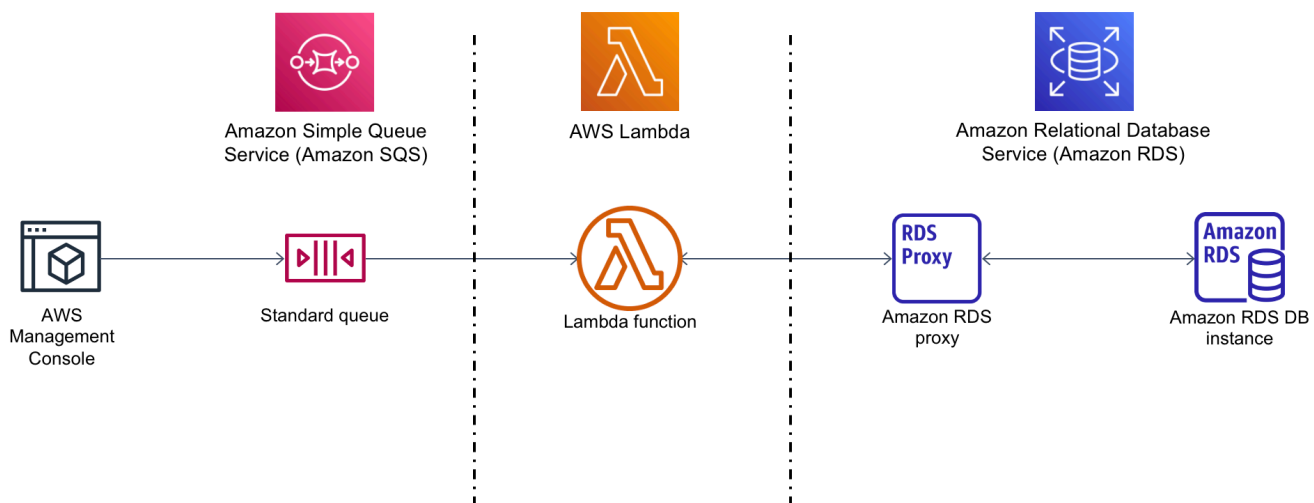 Amazon Simple Queue
Service (Amazon SQS)
AWS Lambda
Amazon Relational Database
Service (Amazon RDS)
AWS
Management
Console
Standard queue
Lambda function
RDS
Proxy
Amazon RDS
proxy
Amazon
RDS
Amazon RDS DB
instance